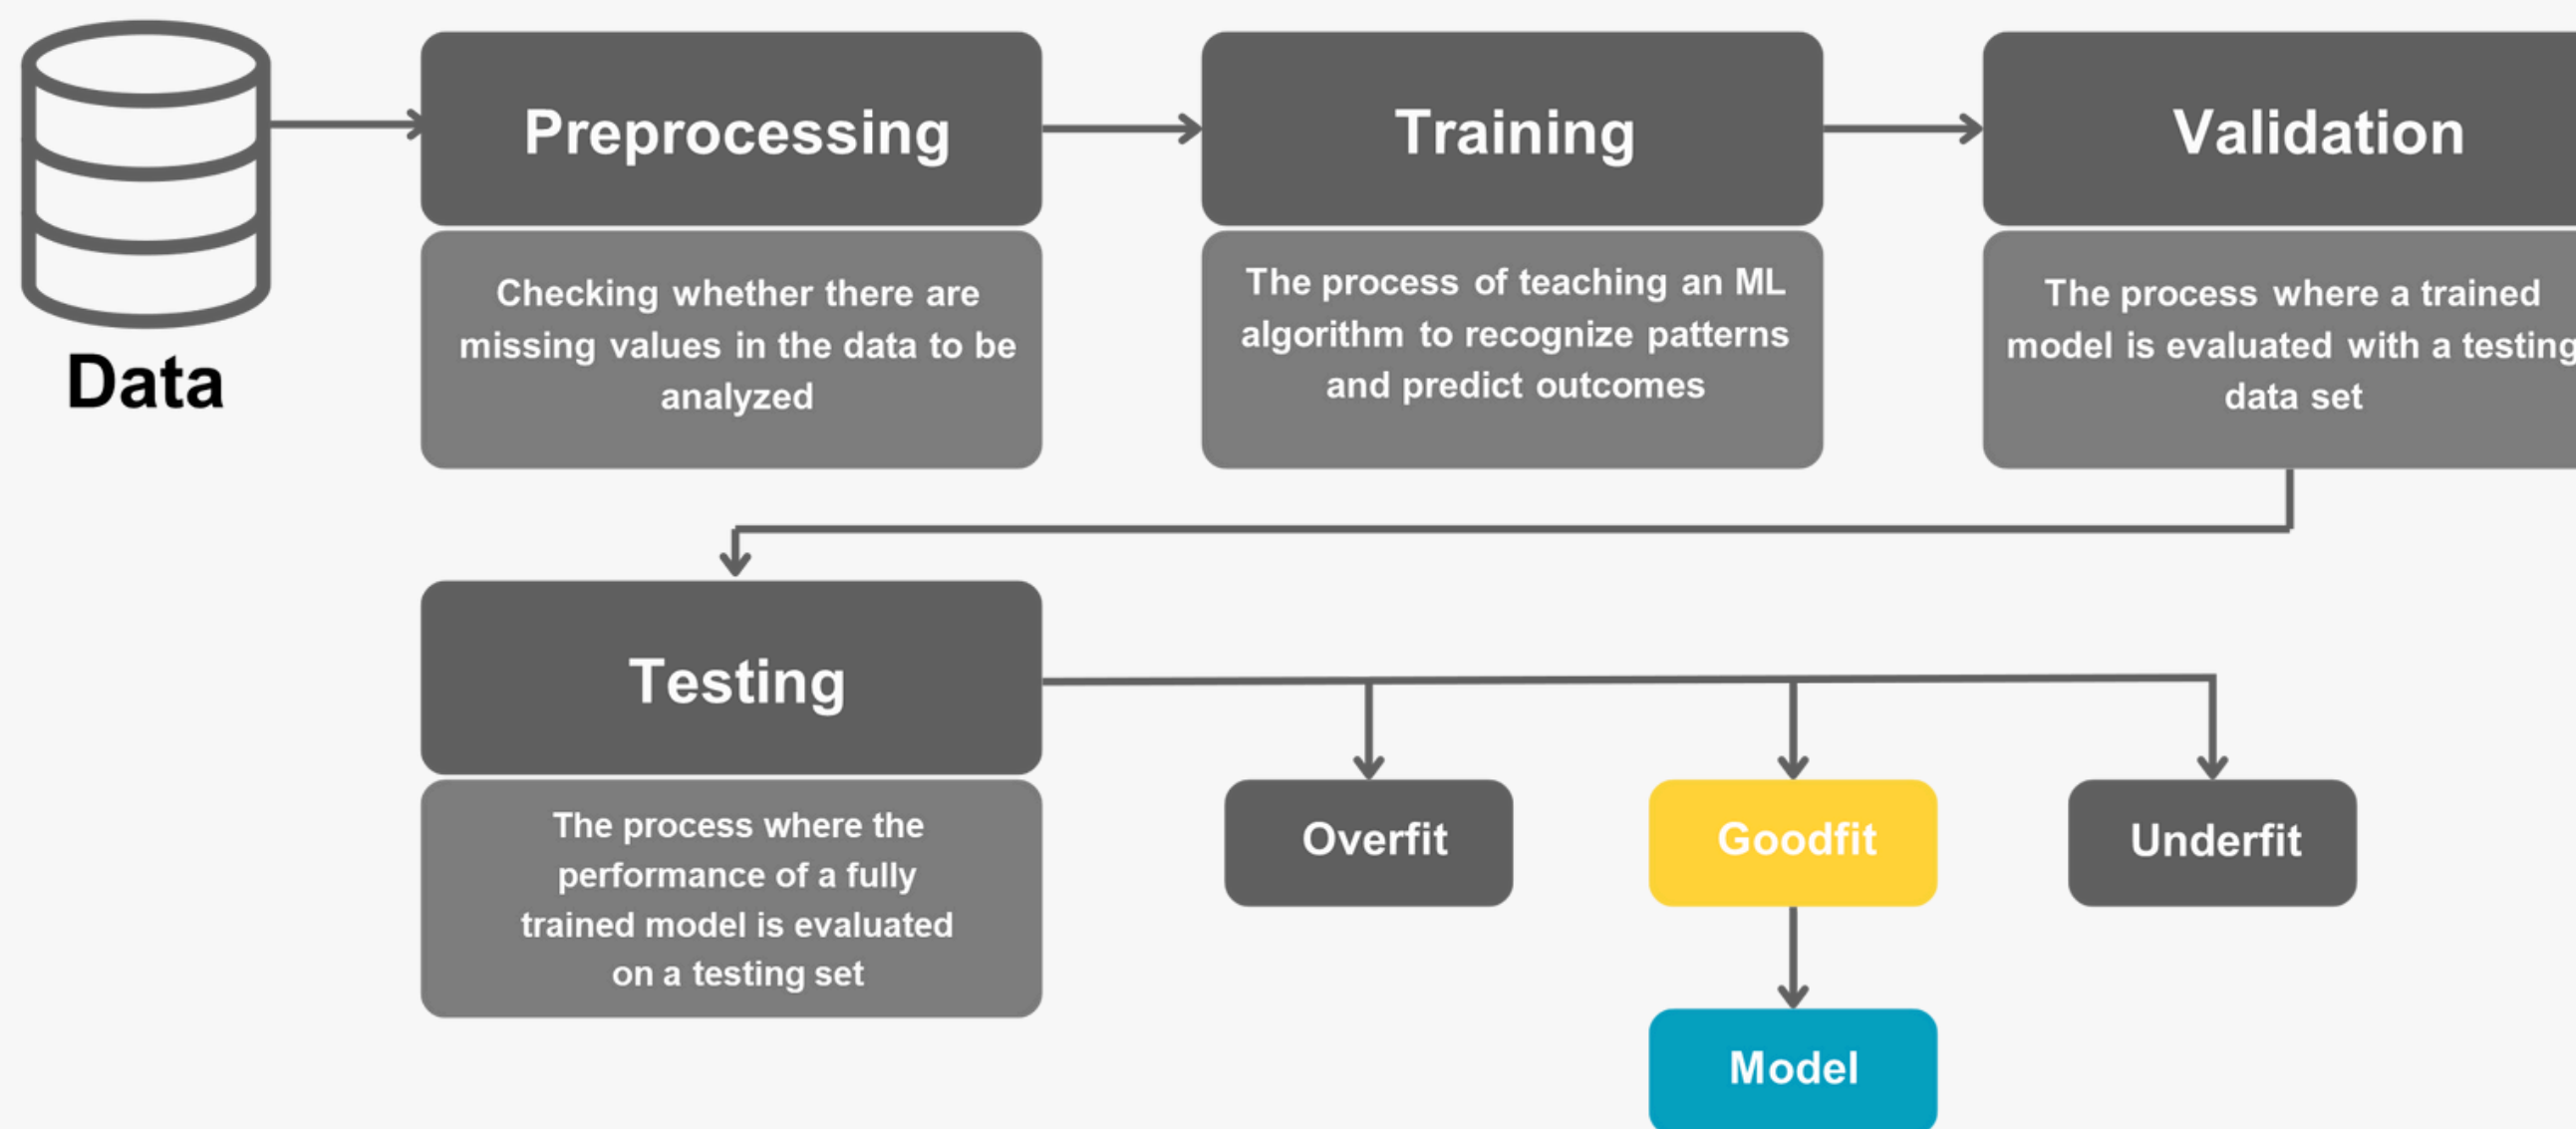 Data
Preprocessing
Checking whether there are
missing values in the data to be
analyzed
Training
The process of teaching an ML
algorithm to recognize patterns
and predict outcomes
Validation
The process where a trained
model is evaluated with a testing
data set
Testing
The process where the
performance of a fully
trained model is evaluated
on a testing set
Overfit
Goodfit
Underfit
Model